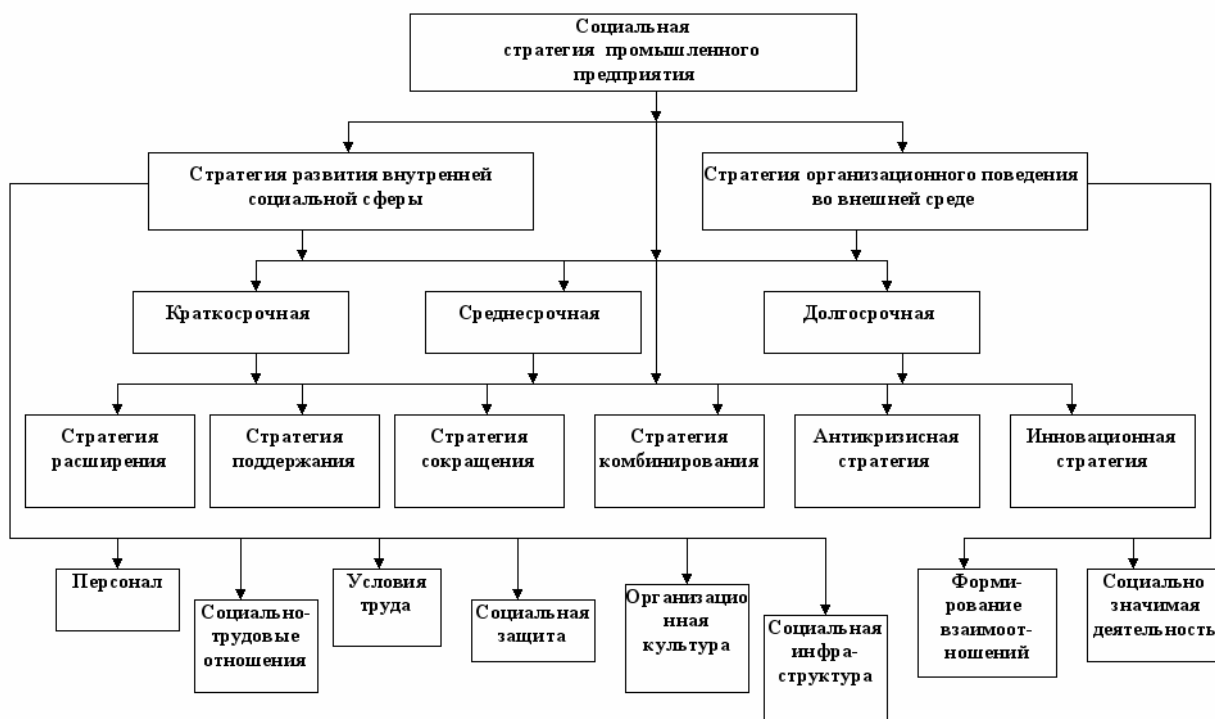 Социальная
стратегия промышленного
предприятия
Стратегия развития внутренней
социальной сферы
Стратегия организационного поведения
во внешней среде
Краткосрочная
Среднесрочная
Долгосрочная
Стратегия
расширения
Стратегия
поддержания
Стратегия
сокращения
Стратегия
комбинирования
Антикризисная
стратегия
Инновационная
стратегия
Персонал
Социально-
трудовые
отношения
Условия
труда
Социальная
защита
Организацио
нная
культура
Социальная
инфра-
структура
Форми-
рование
взаимоот-
ношений
Социально
значимая
деятельность